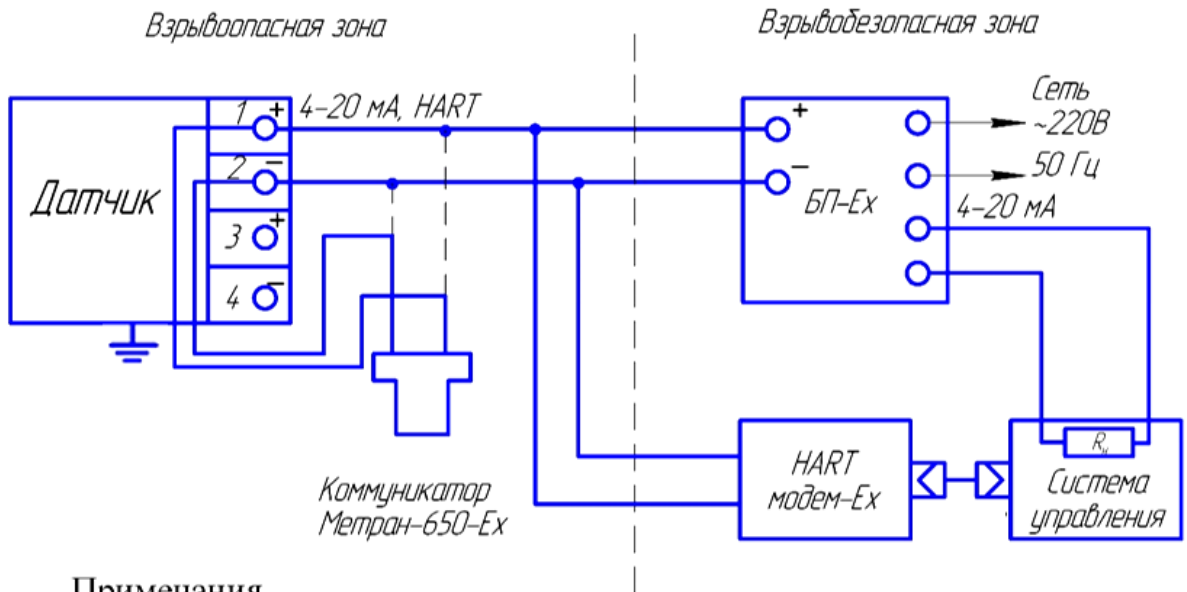 Взрывоопасная зона
Взрывобезопасная зона
Датчик
1 +
2 −
3 +
4 −
4-20 мА, HART
+
−
БП-Ex
Сеть
~220В
50 Гц
4-20 мА
Коммуникатор
Метран-650-Ex
HART
модем-Ex
Rн
Система
управления
Примечания